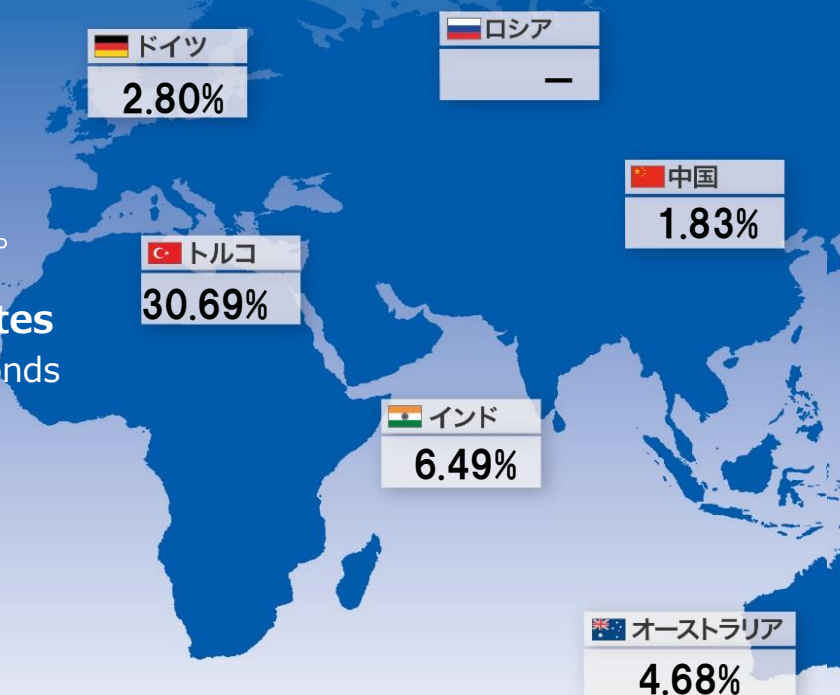 ドイツ
2.80%
ロシア
–
中国
1.83%
。
トルコ
30.69%
tes
nds
インド
6.49%
オーストラリア
4.68%